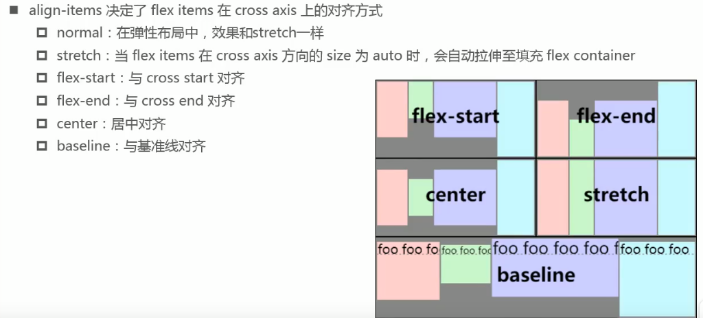 align-items 决定了 flex items 在 cross axis 上的对齐方式
normal：在弹性布局中，效果和stretch一样
stretch：当 flex items 在 cross axis 方向的 size 为 auto 时，会自动拉伸至填充 flex container
flex-start：与 cross start 对齐
flex-end：与 cross end 对齐
center：居中对齐
baseline：与基准线对齐
flex-start
flex-end
center
stretch
foo foo fo
foo foo foo
foo foo foo foo f
foo foo foo
baseline